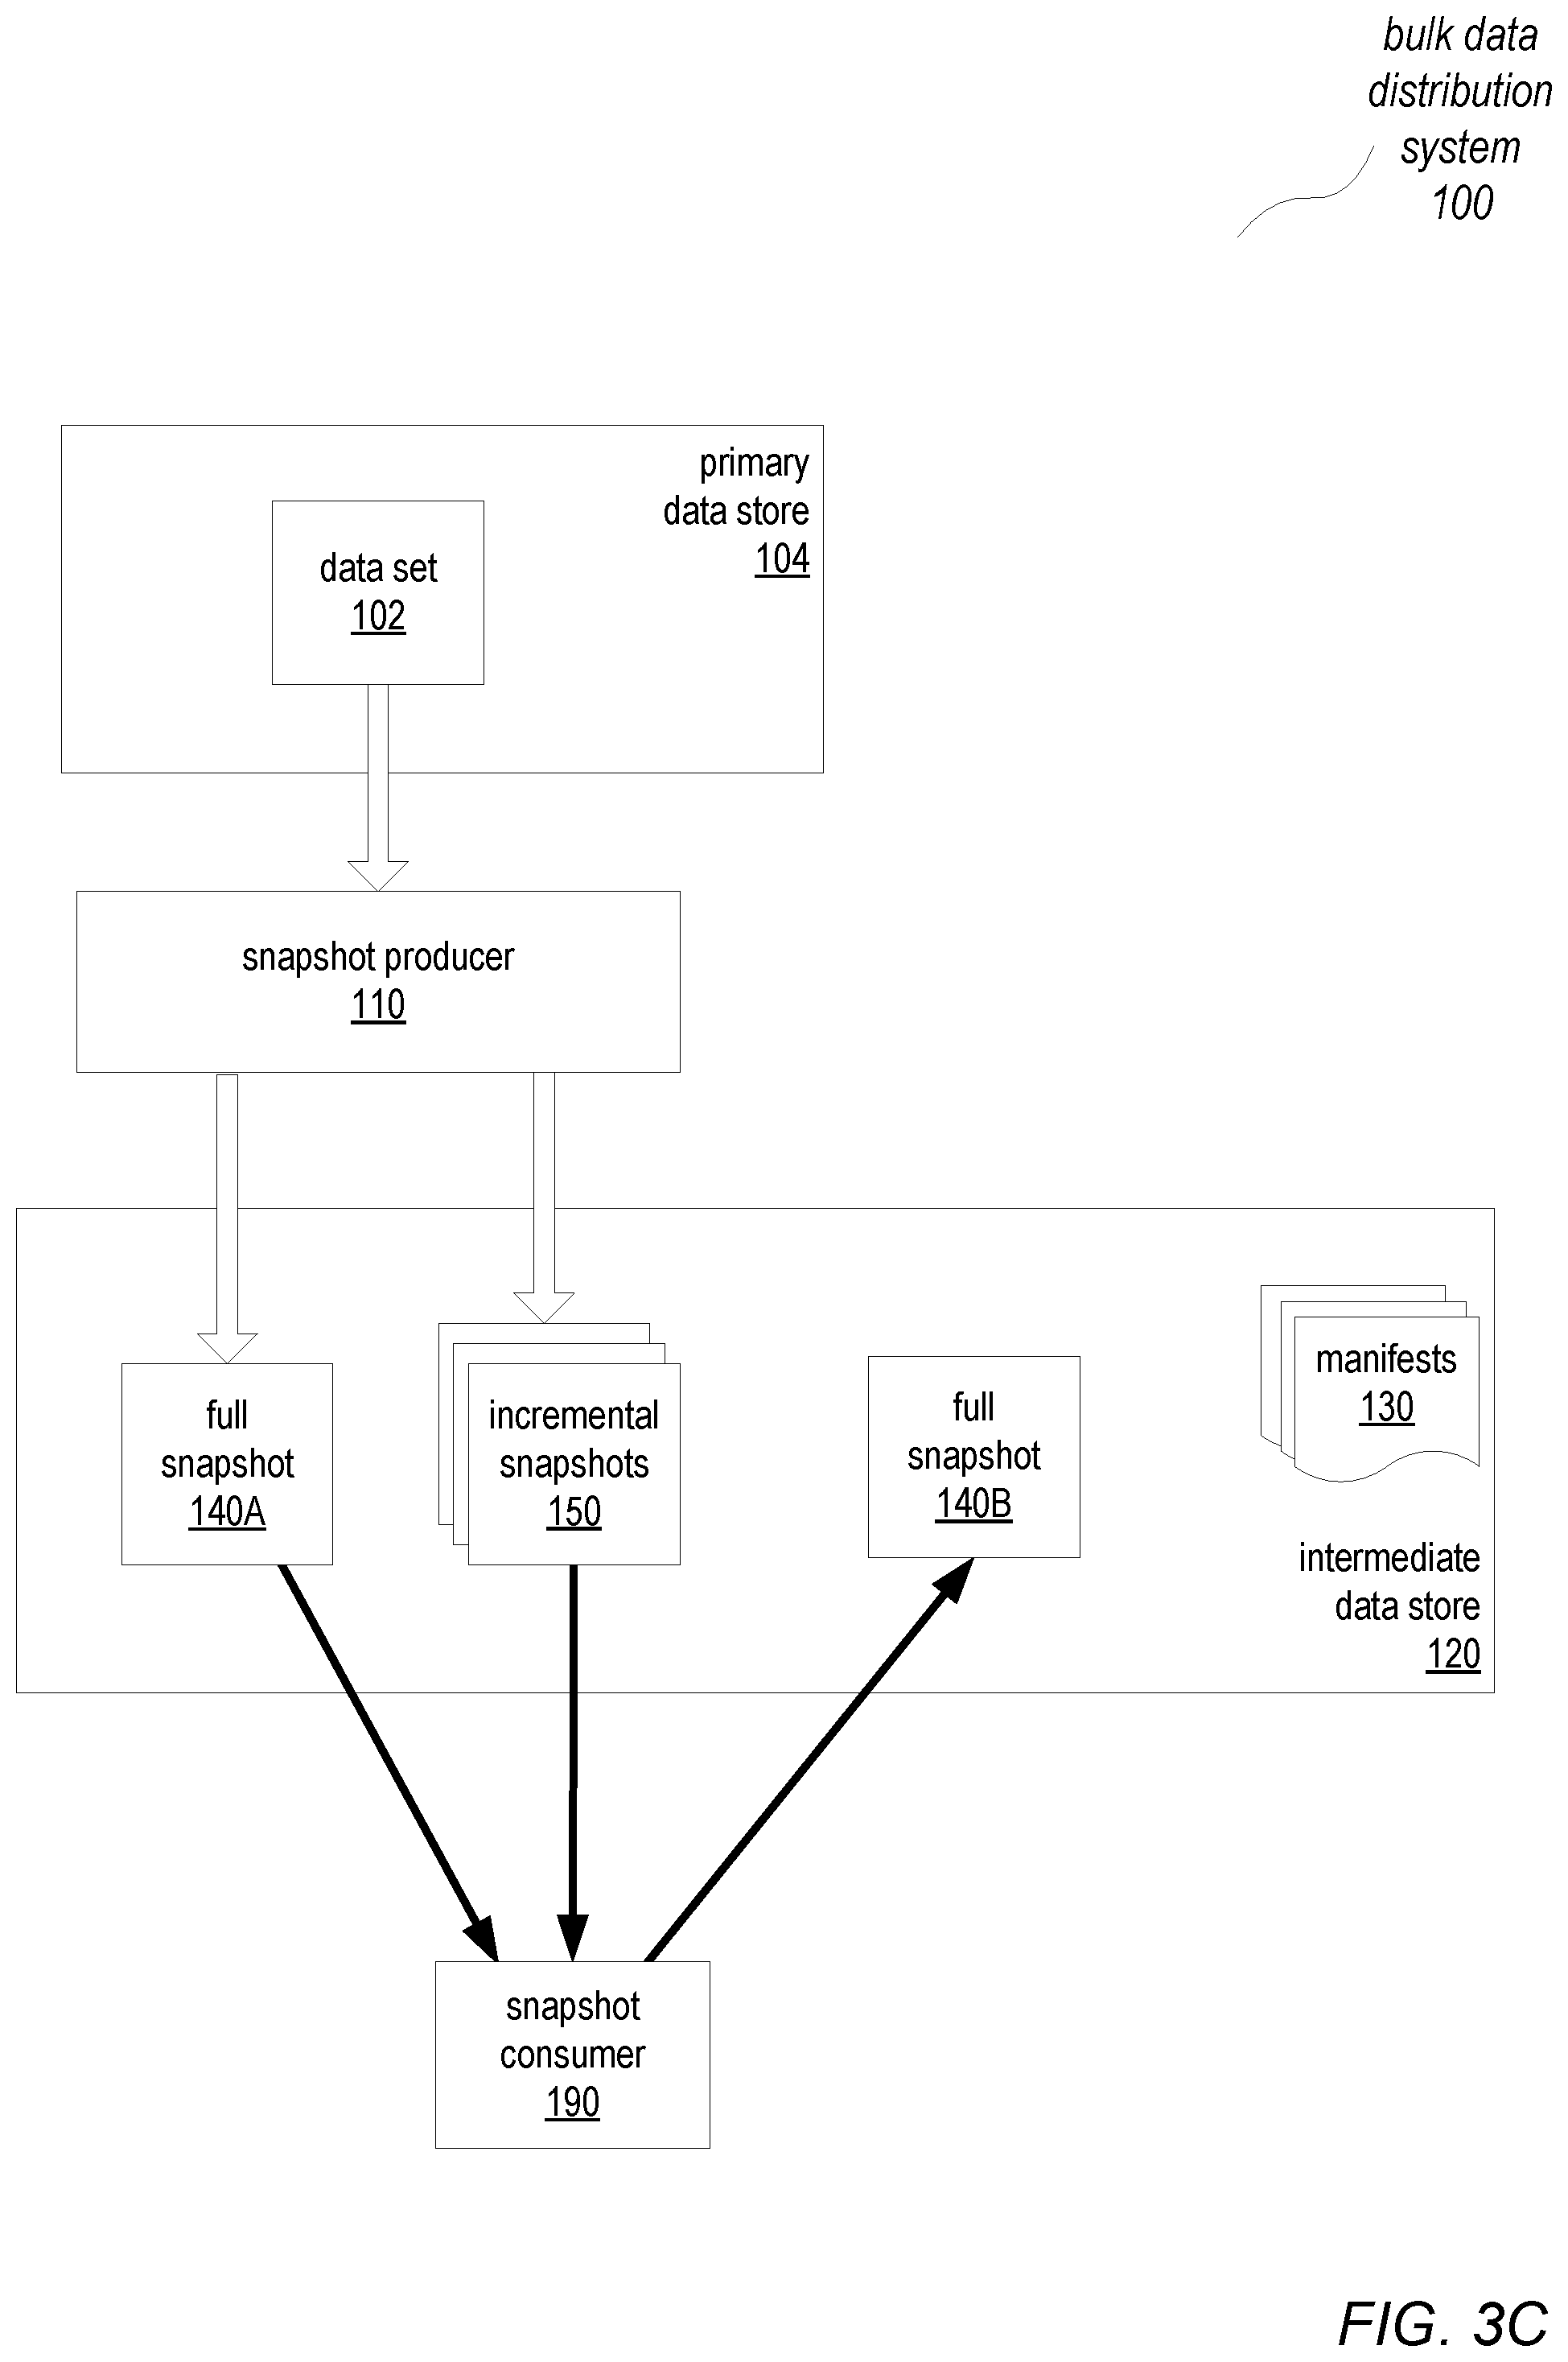 bulk data
distribution
system
100
primary
data store
104
data set
102
snapshot producer
110
full
snapshot
140A
incremental
snapshots
150
full
snapshot
140B
manifests
130
intermediate
data store
120
snapshot
consumer
190
FIG. 3C